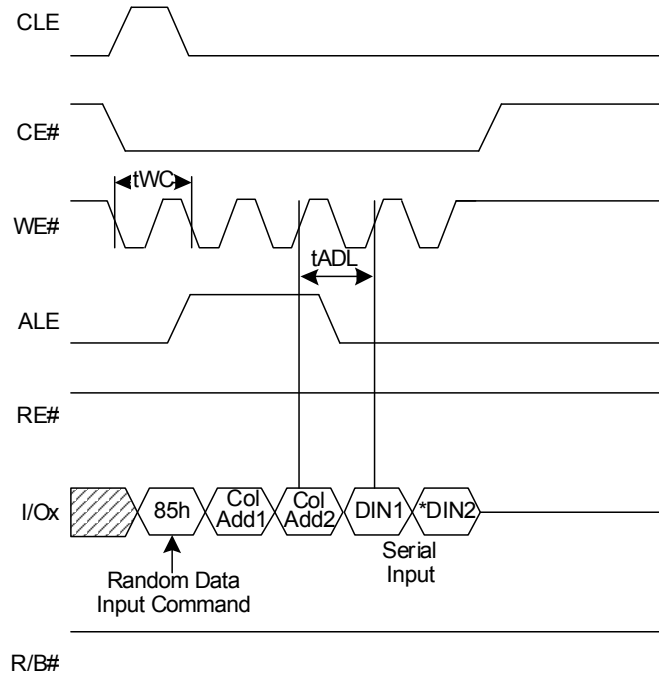 CLE
CE#
tWC
WE#
tADL
ALE
RE#
I/Ox
85h
Col
Add1
Col
Add2
DIN1
*DIN2
Serial
Input
Random Data
Input Command
R/B#